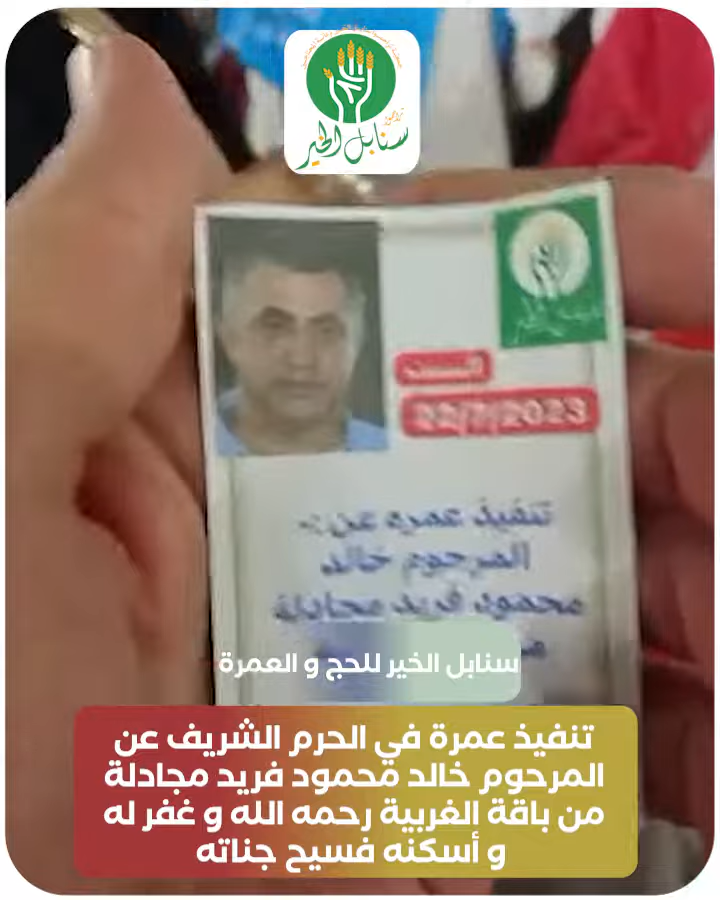 سنابل الخير
السبت
22/7/2023
تنفيذ عمره عن :-
المرحوم خالد
محمود فريد مجادلة
سنابل الخير للحج و العمرة
تنفيذ عمرة في الحرم الشريف عن
المرحوم خالد محمود فريد مجادلة
من باقة الغربية رحمه الله و غفر له
و أسكنه فسيح جناته